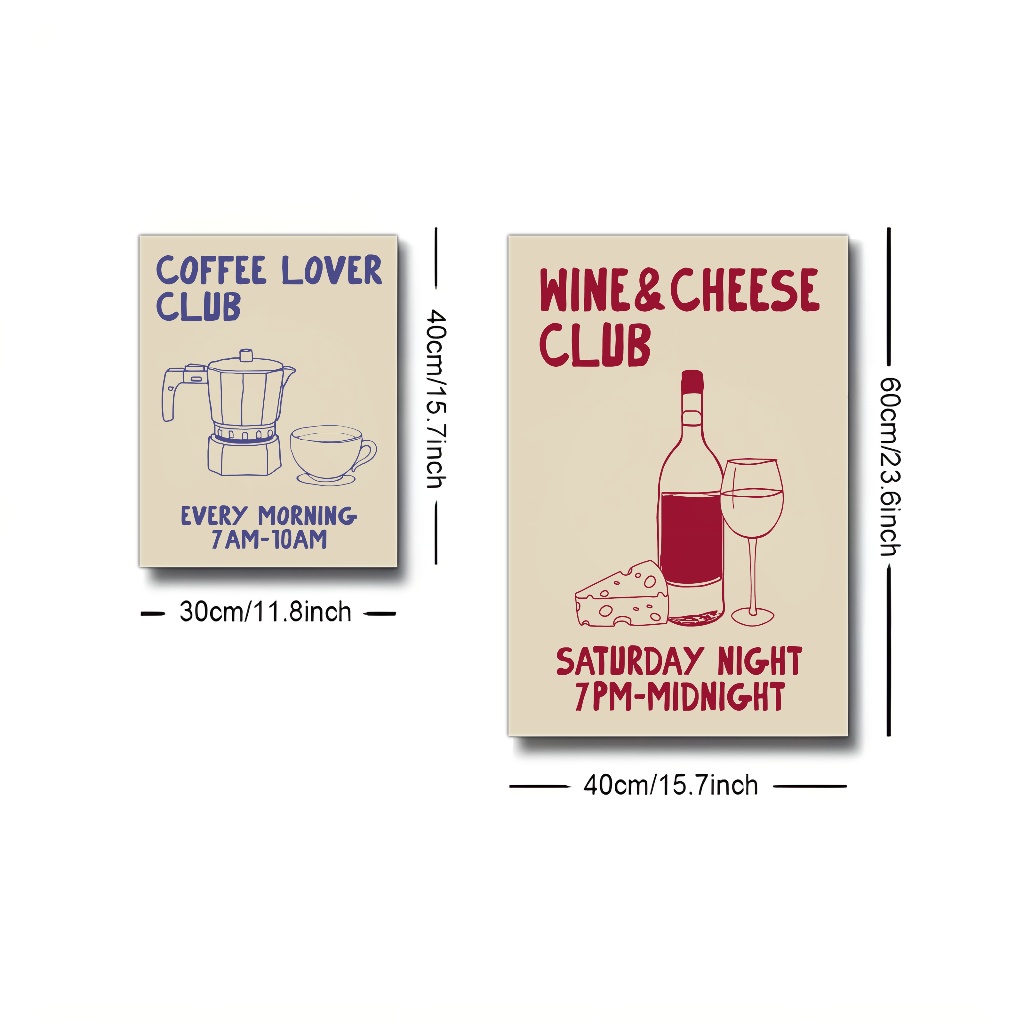 COFFEE LOVER
CLUB
EVERY MORNING
7AM-10AM
40cm/15.7inch
30cm/11.8inch
WINE & CHEESE
CLUB
SATURDAY NIGHT
7PM-MIDNIGHT
60cm/23.6inch
40cm/15.7inch